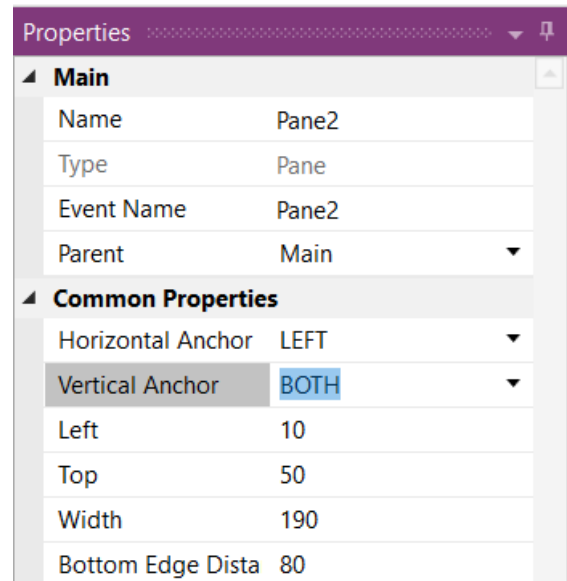 Properties
Main
Name Pane2
Type Pane
Event Name Pane2
Parent Main
Common Properties
Horizontal Anchor LEFT
Vertical Anchor BOTH
Left 10
Top 50
Width 190
Bottom Edge Dista 80